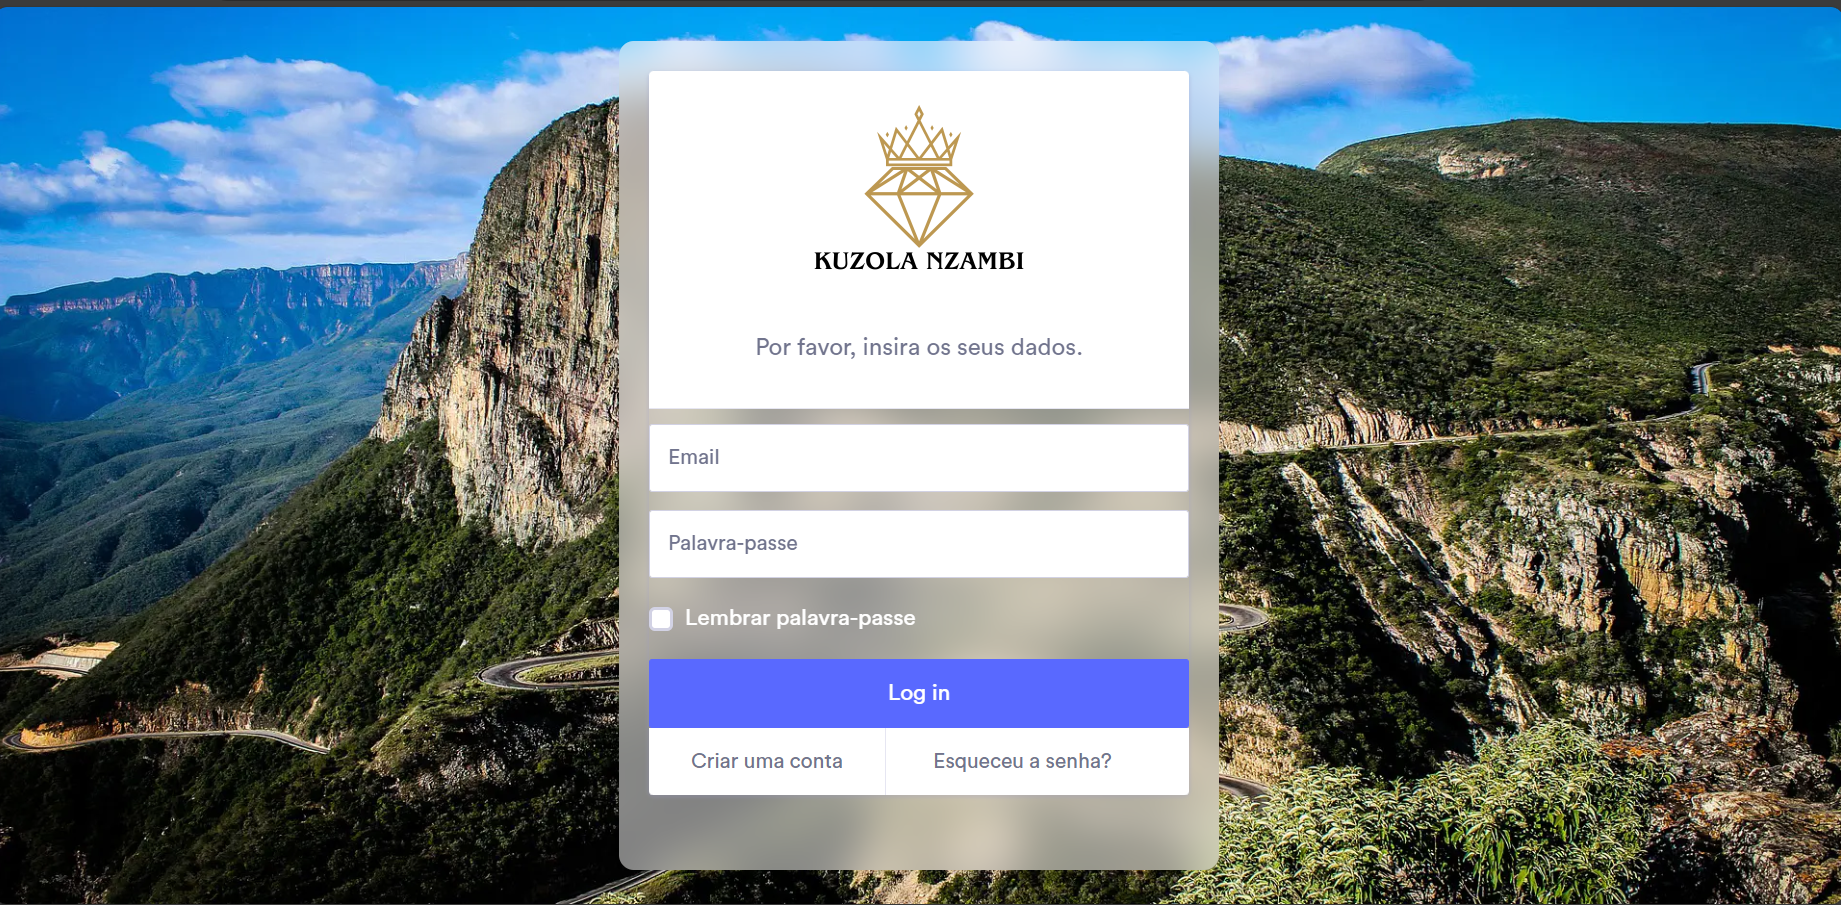 KUZOLA NZAMBI
Por favor, insira os seus dados.
Email
Palavra-passe
Lembrar palavra-passe
Log in
Criar uma conta
Esqueceu a senha?